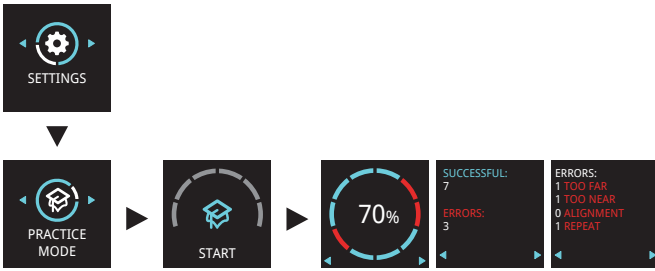 SETTINGS
PRACTICE
MODE
START
70%
SUCCESSFUL:
7
ERRORS:
3
ERRORS:
1 TOO FAR
1 TOO NEAR
0 ALIGNMENT
1 REPEAT